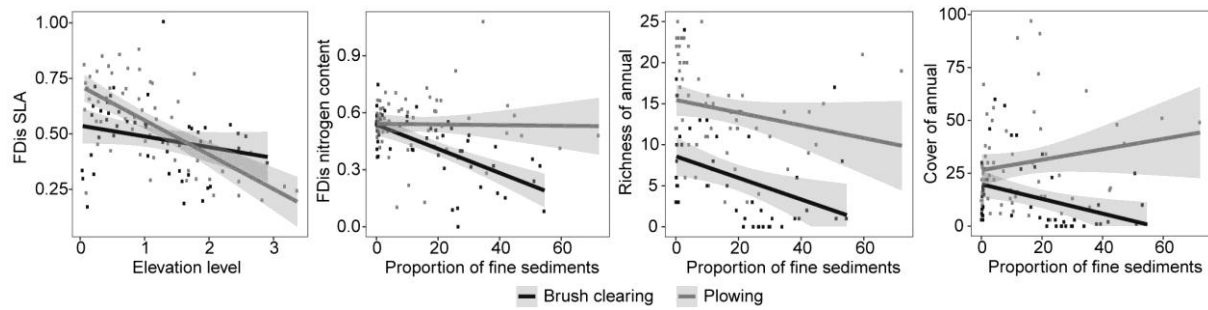 FDis SLA
1.00
0.75
0.50
0.25
0 1 2 3
Elevation level
FDis nitrogen content
0.9
0.6
0.3
0.0
0 20 40 60
Proportion of fine sediments
Richness of annual
25
20
15
10
5
0
0 20 40 60
Proportion of fine sediments
Cover of annual
100
75
50
25
0
0 20 40 60
Proportion of fine sediments
Brush clearing Plowing